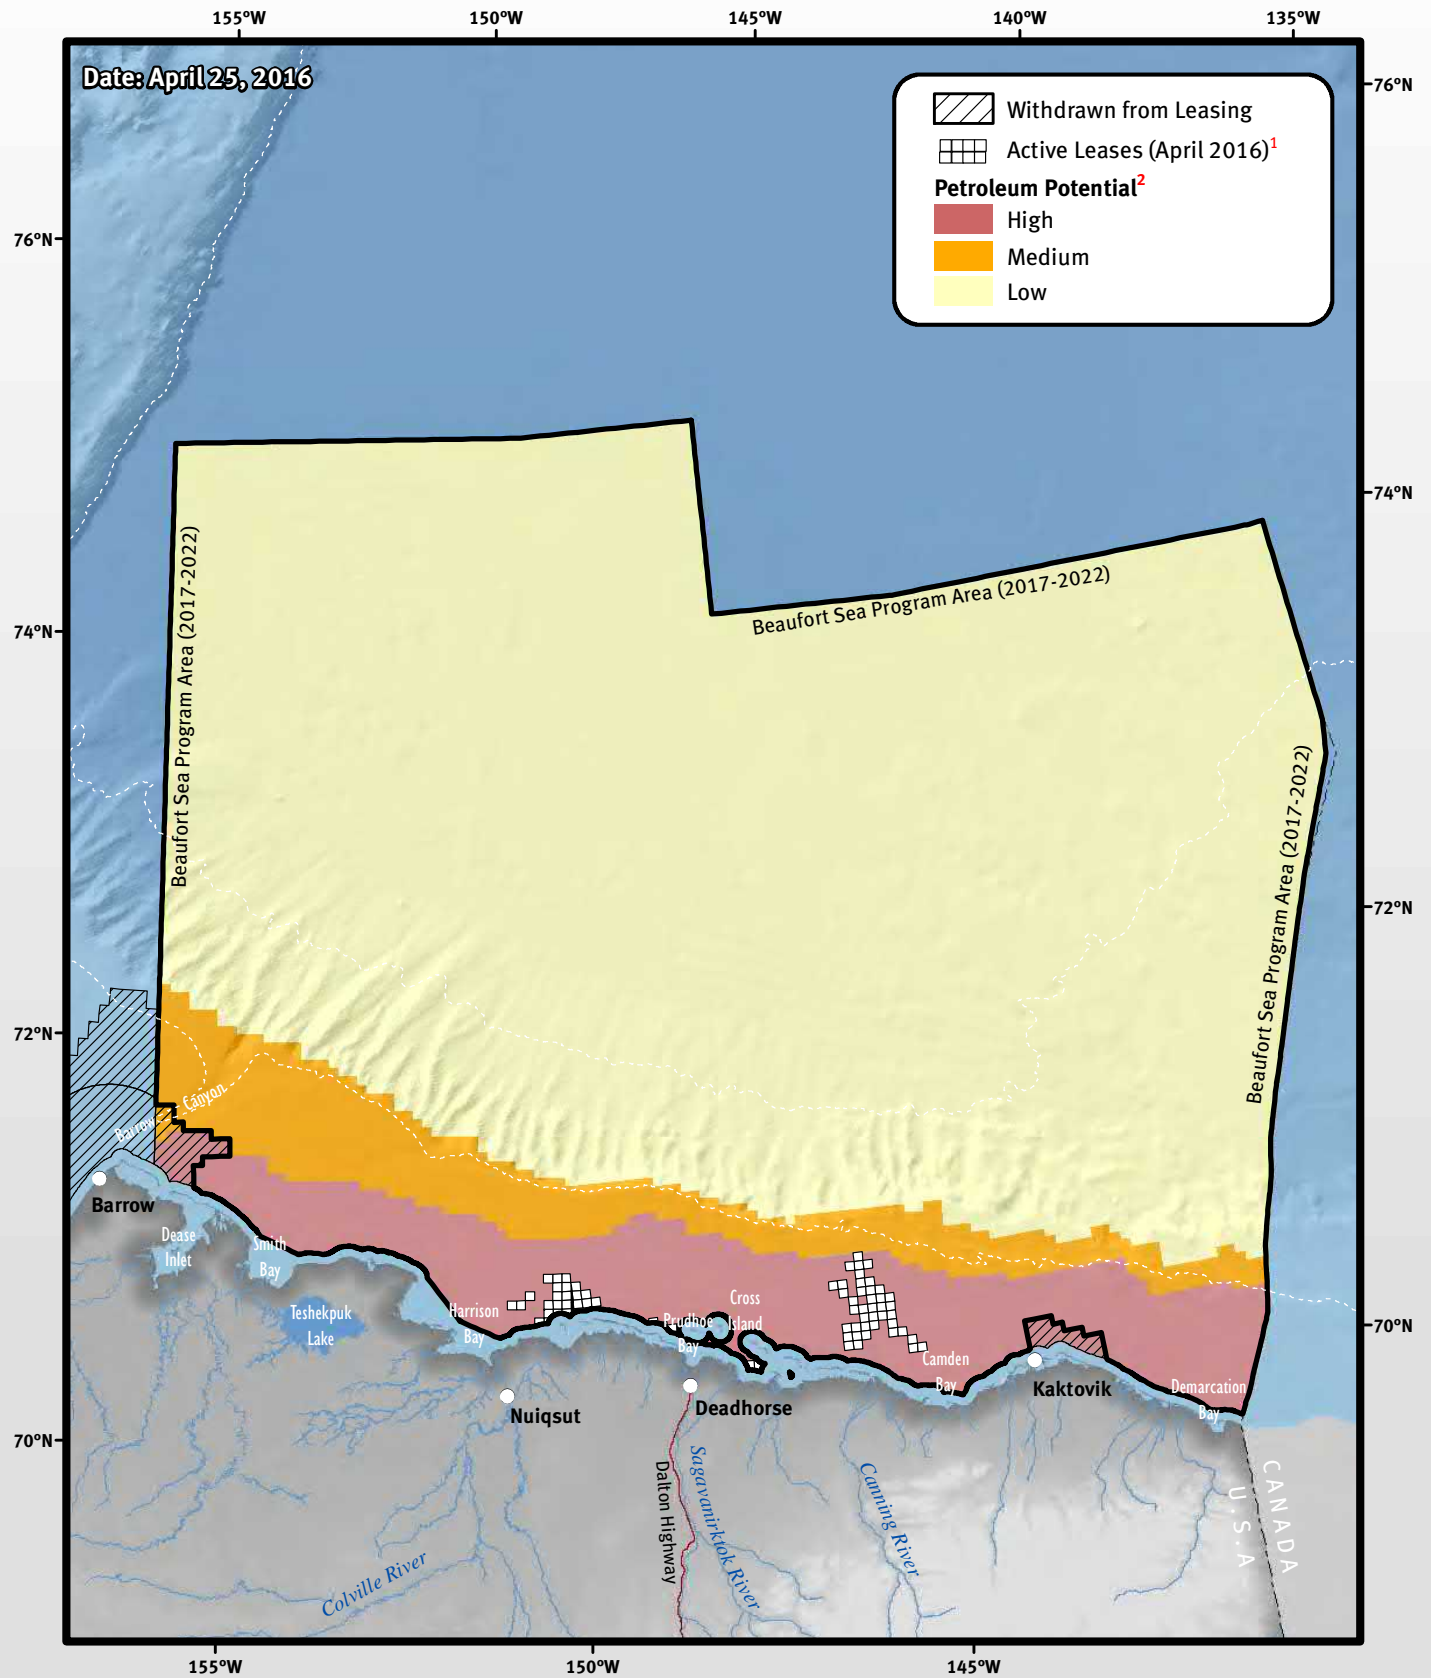 155°W 150°W 145°W 140°W 135°W
Date: April 25, 2016
76°N
Withdrawn from Leasing
Active Leases (April 2016)1
Petroleum Potential2
High
Medium
Low
76°N
74°N
Beaufort Sea Program Area (2017-2022)
Beaufort Sea Program Area (2017-2022)
74°N
Beaufort Sea Program Area (2017-2022)
72°N
72°N
Barrow Canyon
Barrow
Dease
Inlet
Smith
Bay
Teshekpuk
Lake
Harrison
Bay
Prudhoe
Bay
Cross
Island
Camden
Bay
70°N
Kaktovik
Demarcation
Bay
Nuiqsut
Deadhorse
70°N
Dalton Highway
Sagavanirktok River
Canning River
Colville River
CANADA
U.S.A
155°W 150°W 145°W